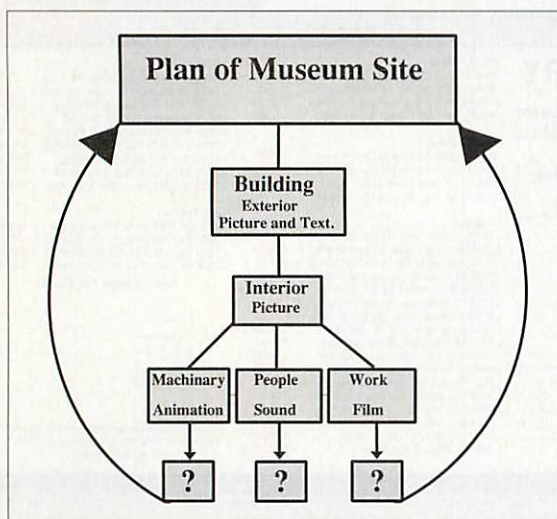 Plan of Museum Site
Building
Exterior
Picture and Text.
Interior
Picture
Machinary
Animation
People
Sound
Work
Film
?
?
?